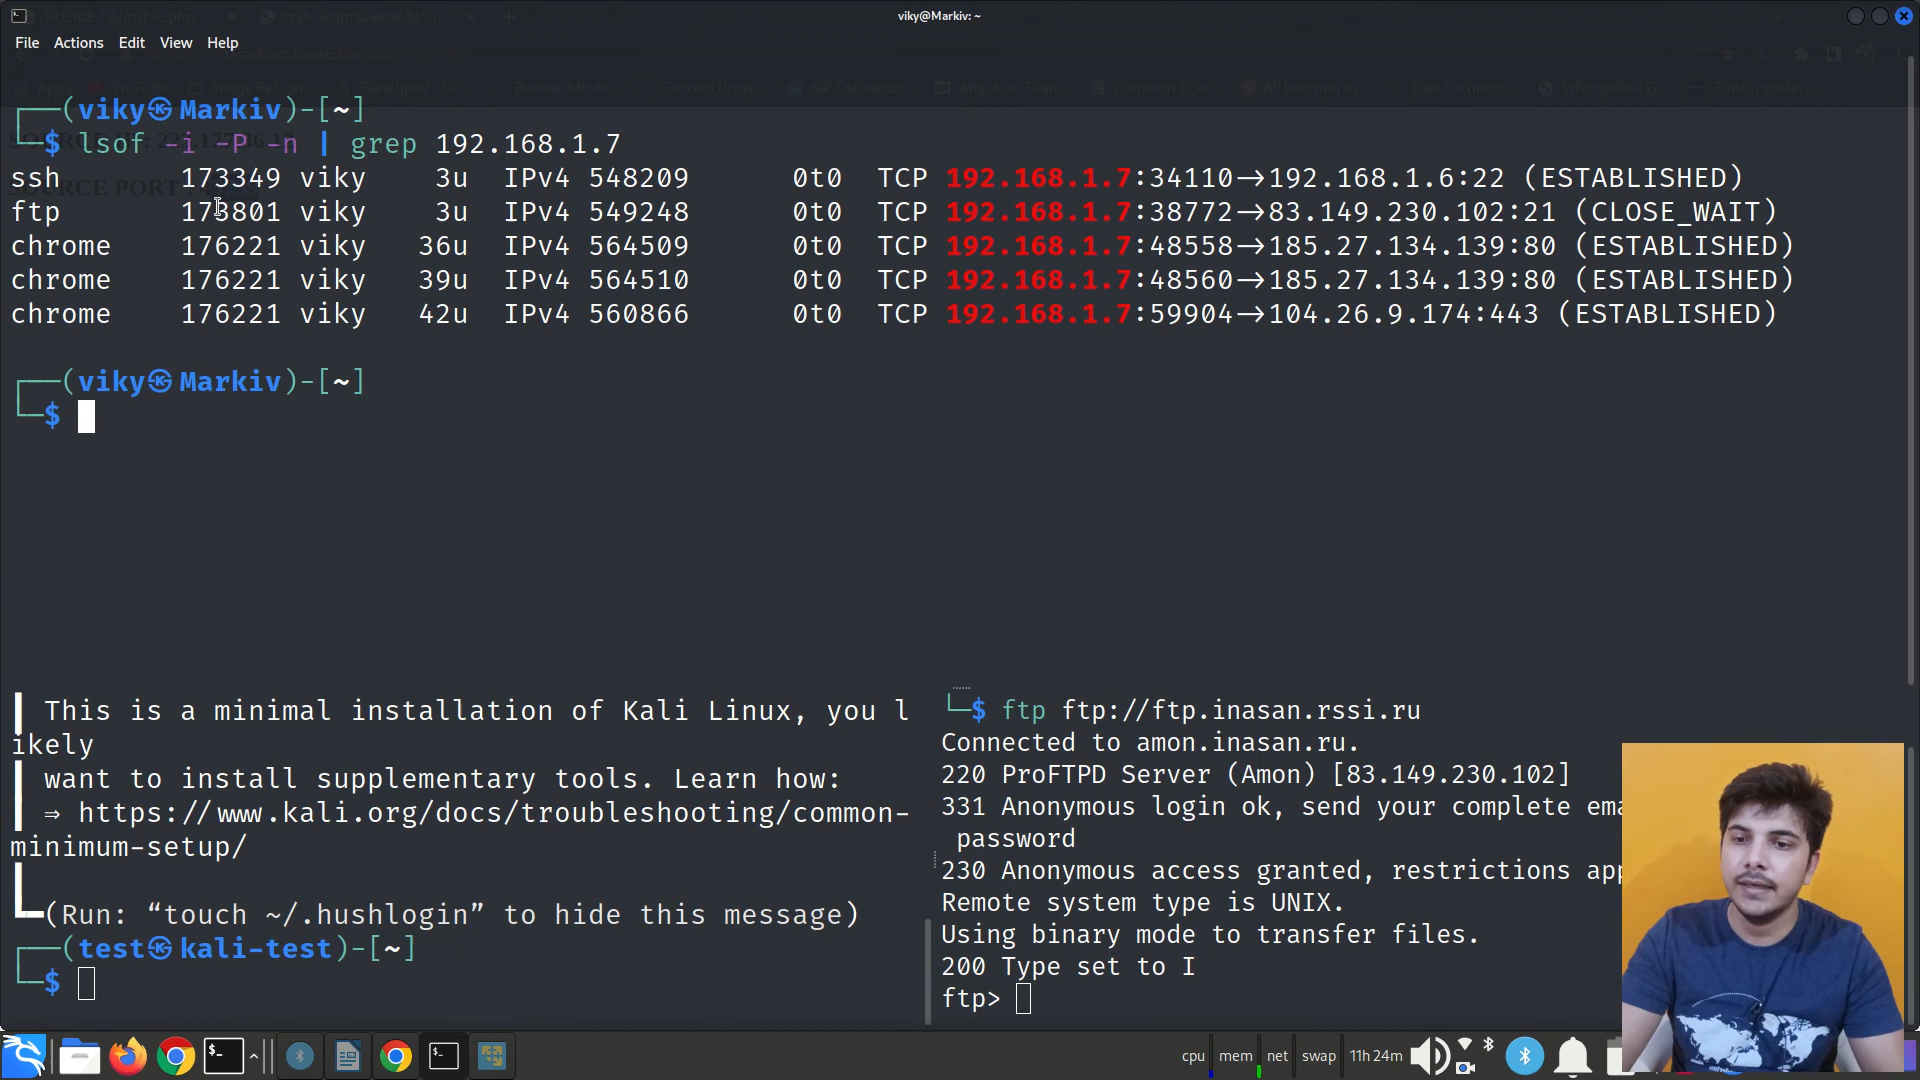 viky@Markiv: ~
File Actions Edit View Help
┌──(viky㉿Markiv)-[~]
└─$ lsof -i -P -n | grep 192.168.1.7
ssh 173349 viky 3u IPv4 548209 0t0 TCP 192.168.1.7:34110→192.168.1.6:22 (ESTABLISHED)
ftp 173801 viky 3u IPv4 549248 0t0 TCP 192.168.1.7:38772→83.149.230.102:21 (CLOSE_WAIT)
chrome 176221 viky 36u IPv4 564509 0t0 TCP 192.168.1.7:48558→185.27.134.139:80 (ESTABLISHED)
chrome 176221 viky 39u IPv4 564510 0t0 TCP 192.168.1.7:48560→185.27.134.139:80 (ESTABLISHED)
chrome 176221 viky 42u IPv4 560866 0t0 TCP 192.168.1.7:59904→104.26.9.174:443 (ESTABLISHED)
┌──(viky㉿Markiv)-[~]
└─$
This is a minimal installation of Kali Linux, you l
ikely
want to install supplementary tools. Learn how:
⇒ https://www.kali.org/docs/troubleshooting/common-
minimum-setup/
(Run: “touch ~/.hushlogin” to hide this message)
┌──(test㉿kali-test)-[~]
└─$
└─$ ftp ftp://ftp.inasan.rssi.ru
Connected to amon.inasan.ru.
220 ProFTPD Server (Amon) [83.149.230.102]
331 Anonymous login ok, send your complete ema
password
230 Anonymous access granted, restrictions app
Remote system type is UNIX.
Using binary mode to transfer files.
200 Type set to I
ftp>
cpu mem net swap 11h 24m